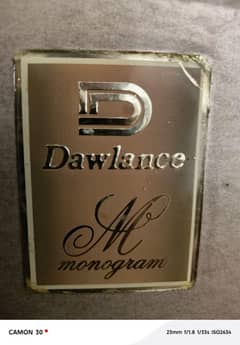 Dawlance
M
monogram
CAMON 30
23mm f/1.8 1/33s ISO2634